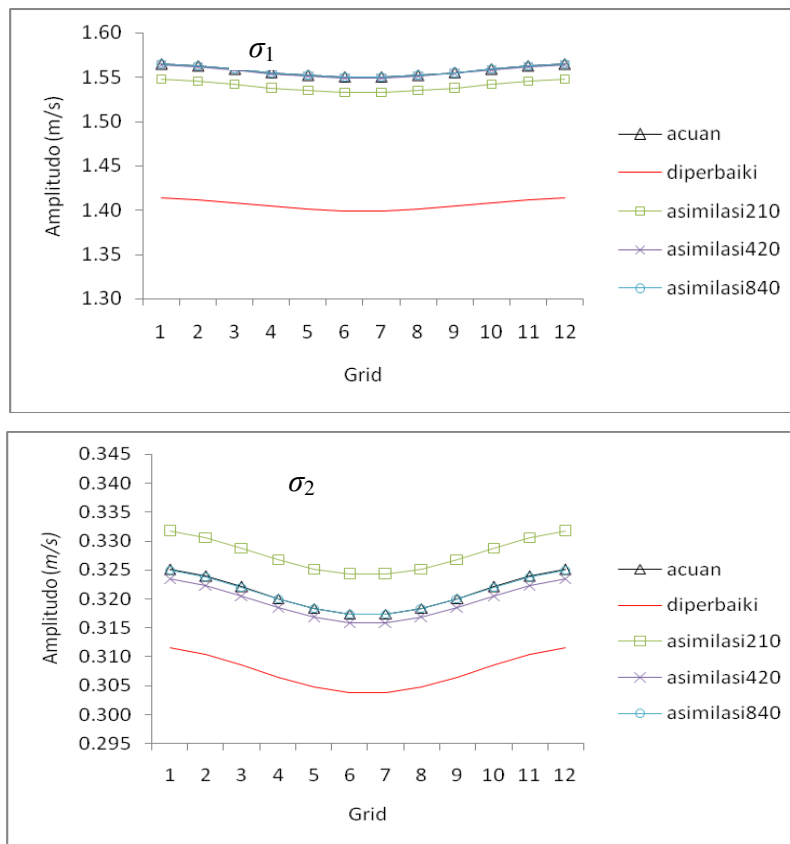 σ1
1.60
1.55
1.50
1.45
1.40
1.35
1.30
Amplitudo (m/s)
1 2 3 4 5 6 7 8 9 10 11 12
Grid
acuan
diperbaiki
asimilasi210
asimilasi420
asimilasi840
σ2
0.345
0.340
0.335
0.330
0.325
0.320
0.315
0.310
0.305
0.300
0.295
Amplitudo (m/s)
1 2 3 4 5 6 7 8 9 10 11 12
Grid
acuan
diperbaiki
asimilasi210
asimilasi420
asimilasi840